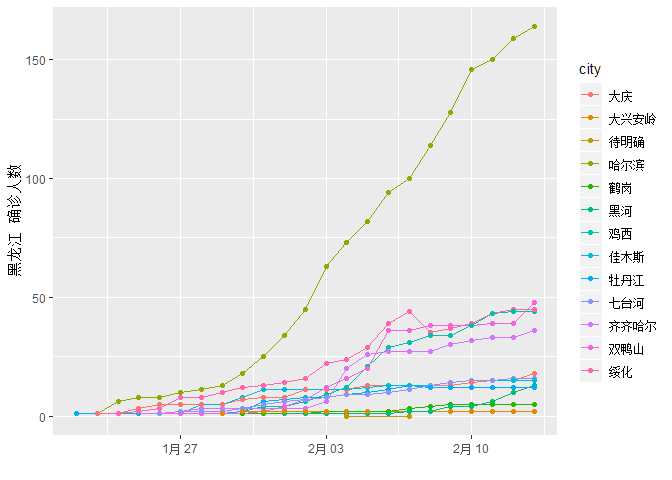 黑龙江 确诊人数
150
100
50
0
1月 27
2月 03
2月 10
city
大庆
大兴安岭
待明确
哈尔滨
鹤岗
黑河
鸡西
佳木斯
牡丹江
七台河
齐齐哈尔
双鸭山
绥化